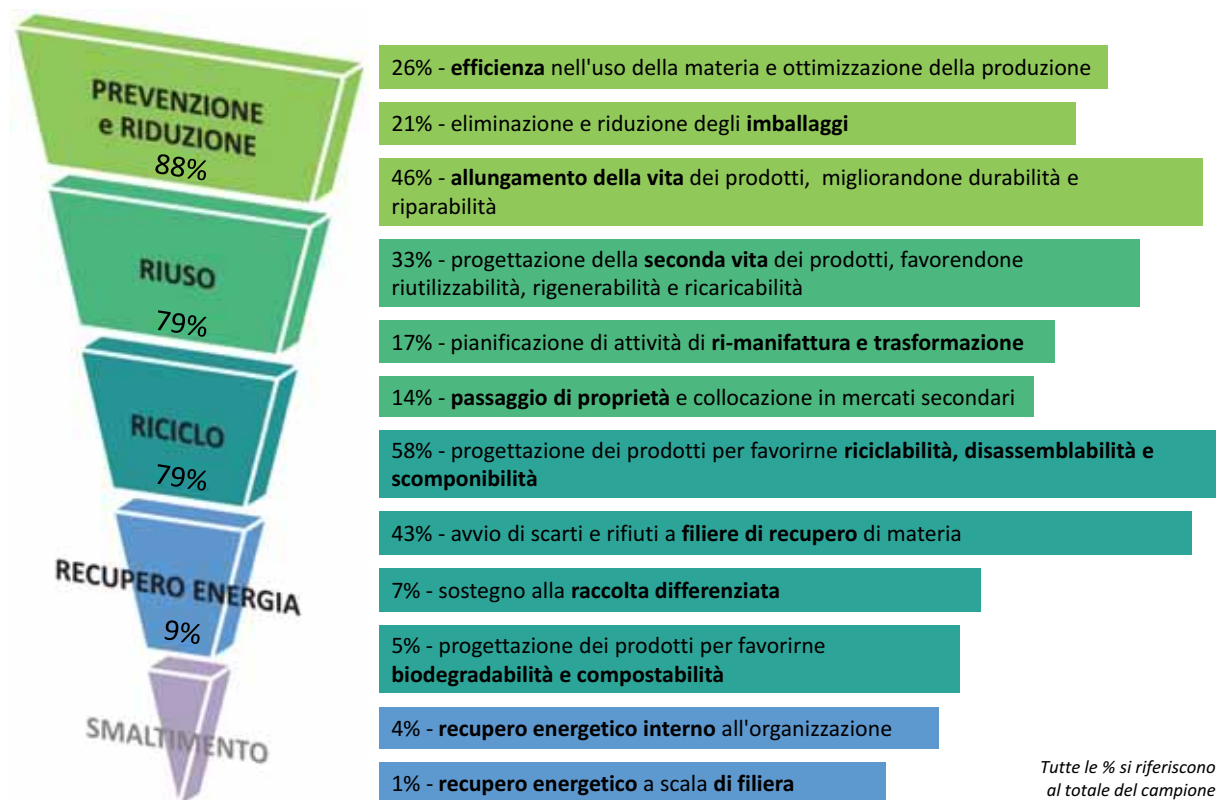 PREVENZIONE
e RIDUZIONE
88%
RIUSO
79%
RICICLO
79%
RECUPERO ENERGIA
9%
SMALTIMENTO
26% - efficienza nell'uso della materia e ottimizzazione della produzione
21% - eliminazione e riduzione degli imballaggi
46% - allungamento della vita dei prodotti, migliorandone durabilità e
riparabilità
33% - progettazione della seconda vita dei prodotti, favorendone
riutilizzabilità, rigenerabilità e ricaricabilità
17% - pianificazione di attività di ri-manifattura e trasformazione
14% - passaggio di proprietà e collocazione in mercati secondari
58% - progettazione dei prodotti per favorirne riciclabilità, disassemblabilità e
scomponibilità
43% - avvio di scarti e rifiuti a filiere di recupero di materia
7% - sostegno alla raccolta differenziata
5% - progettazione dei prodotti per favorirne
biodegradabilità e compostabilità
4% - recupero energetico interno all'organizzazione
1% - recupero energetico a scala di filiera
Tutte le % si riferiscono
al totale del campione